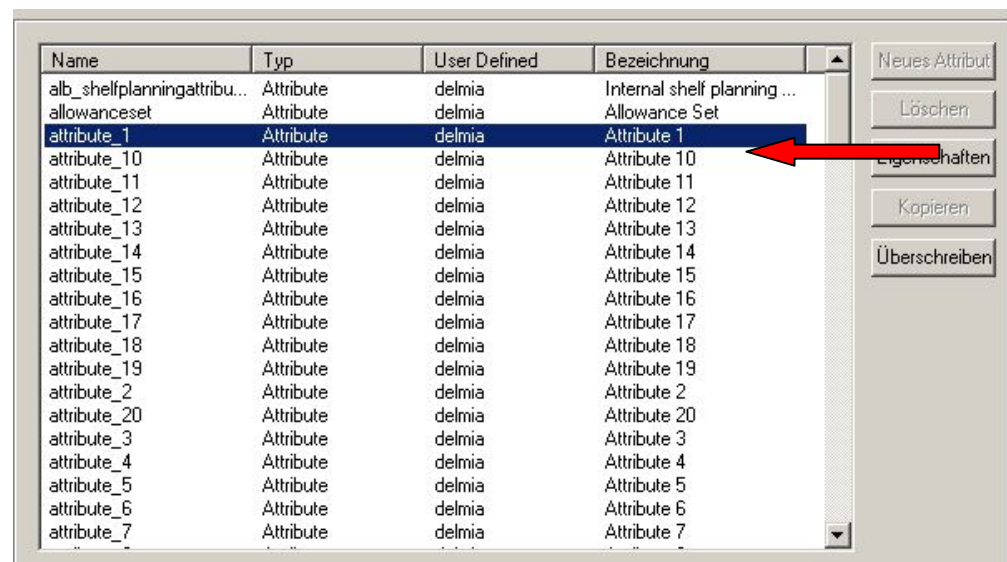 Name Typ User Defined Bezeichnung
alb_shelfplanningattribu... Attribute delmia Internal shelf planning ...
allowanceset Attribute delmia Allowance Set
attribute_1 Attribute delmia Attribute 1
attribute_10 Attribute delmia Attribute 10
attribute_11 Attribute delmia Attribute 11
attribute_12 Attribute delmia Attribute 12
attribute_13 Attribute delmia Attribute 13
attribute_14 Attribute delmia Attribute 14
attribute_15 Attribute delmia Attribute 15
attribute_16 Attribute delmia Attribute 16
attribute_17 Attribute delmia Attribute 17
attribute_18 Attribute delmia Attribute 18
attribute_19 Attribute delmia Attribute 19
attribute_2 Attribute delmia Attribute 2
attribute_20 Attribute delmia Attribute 20
attribute_3 Attribute delmia Attribute 3
attribute_4 Attribute delmia Attribute 4
attribute_5 Attribute delmia Attribute 5
attribute_6 Attribute delmia Attribute 6
attribute_7 Attribute delmia Attribute 7
Neues Attribut
Löschen
Eigenschaften
Kopieren
Überschreiben